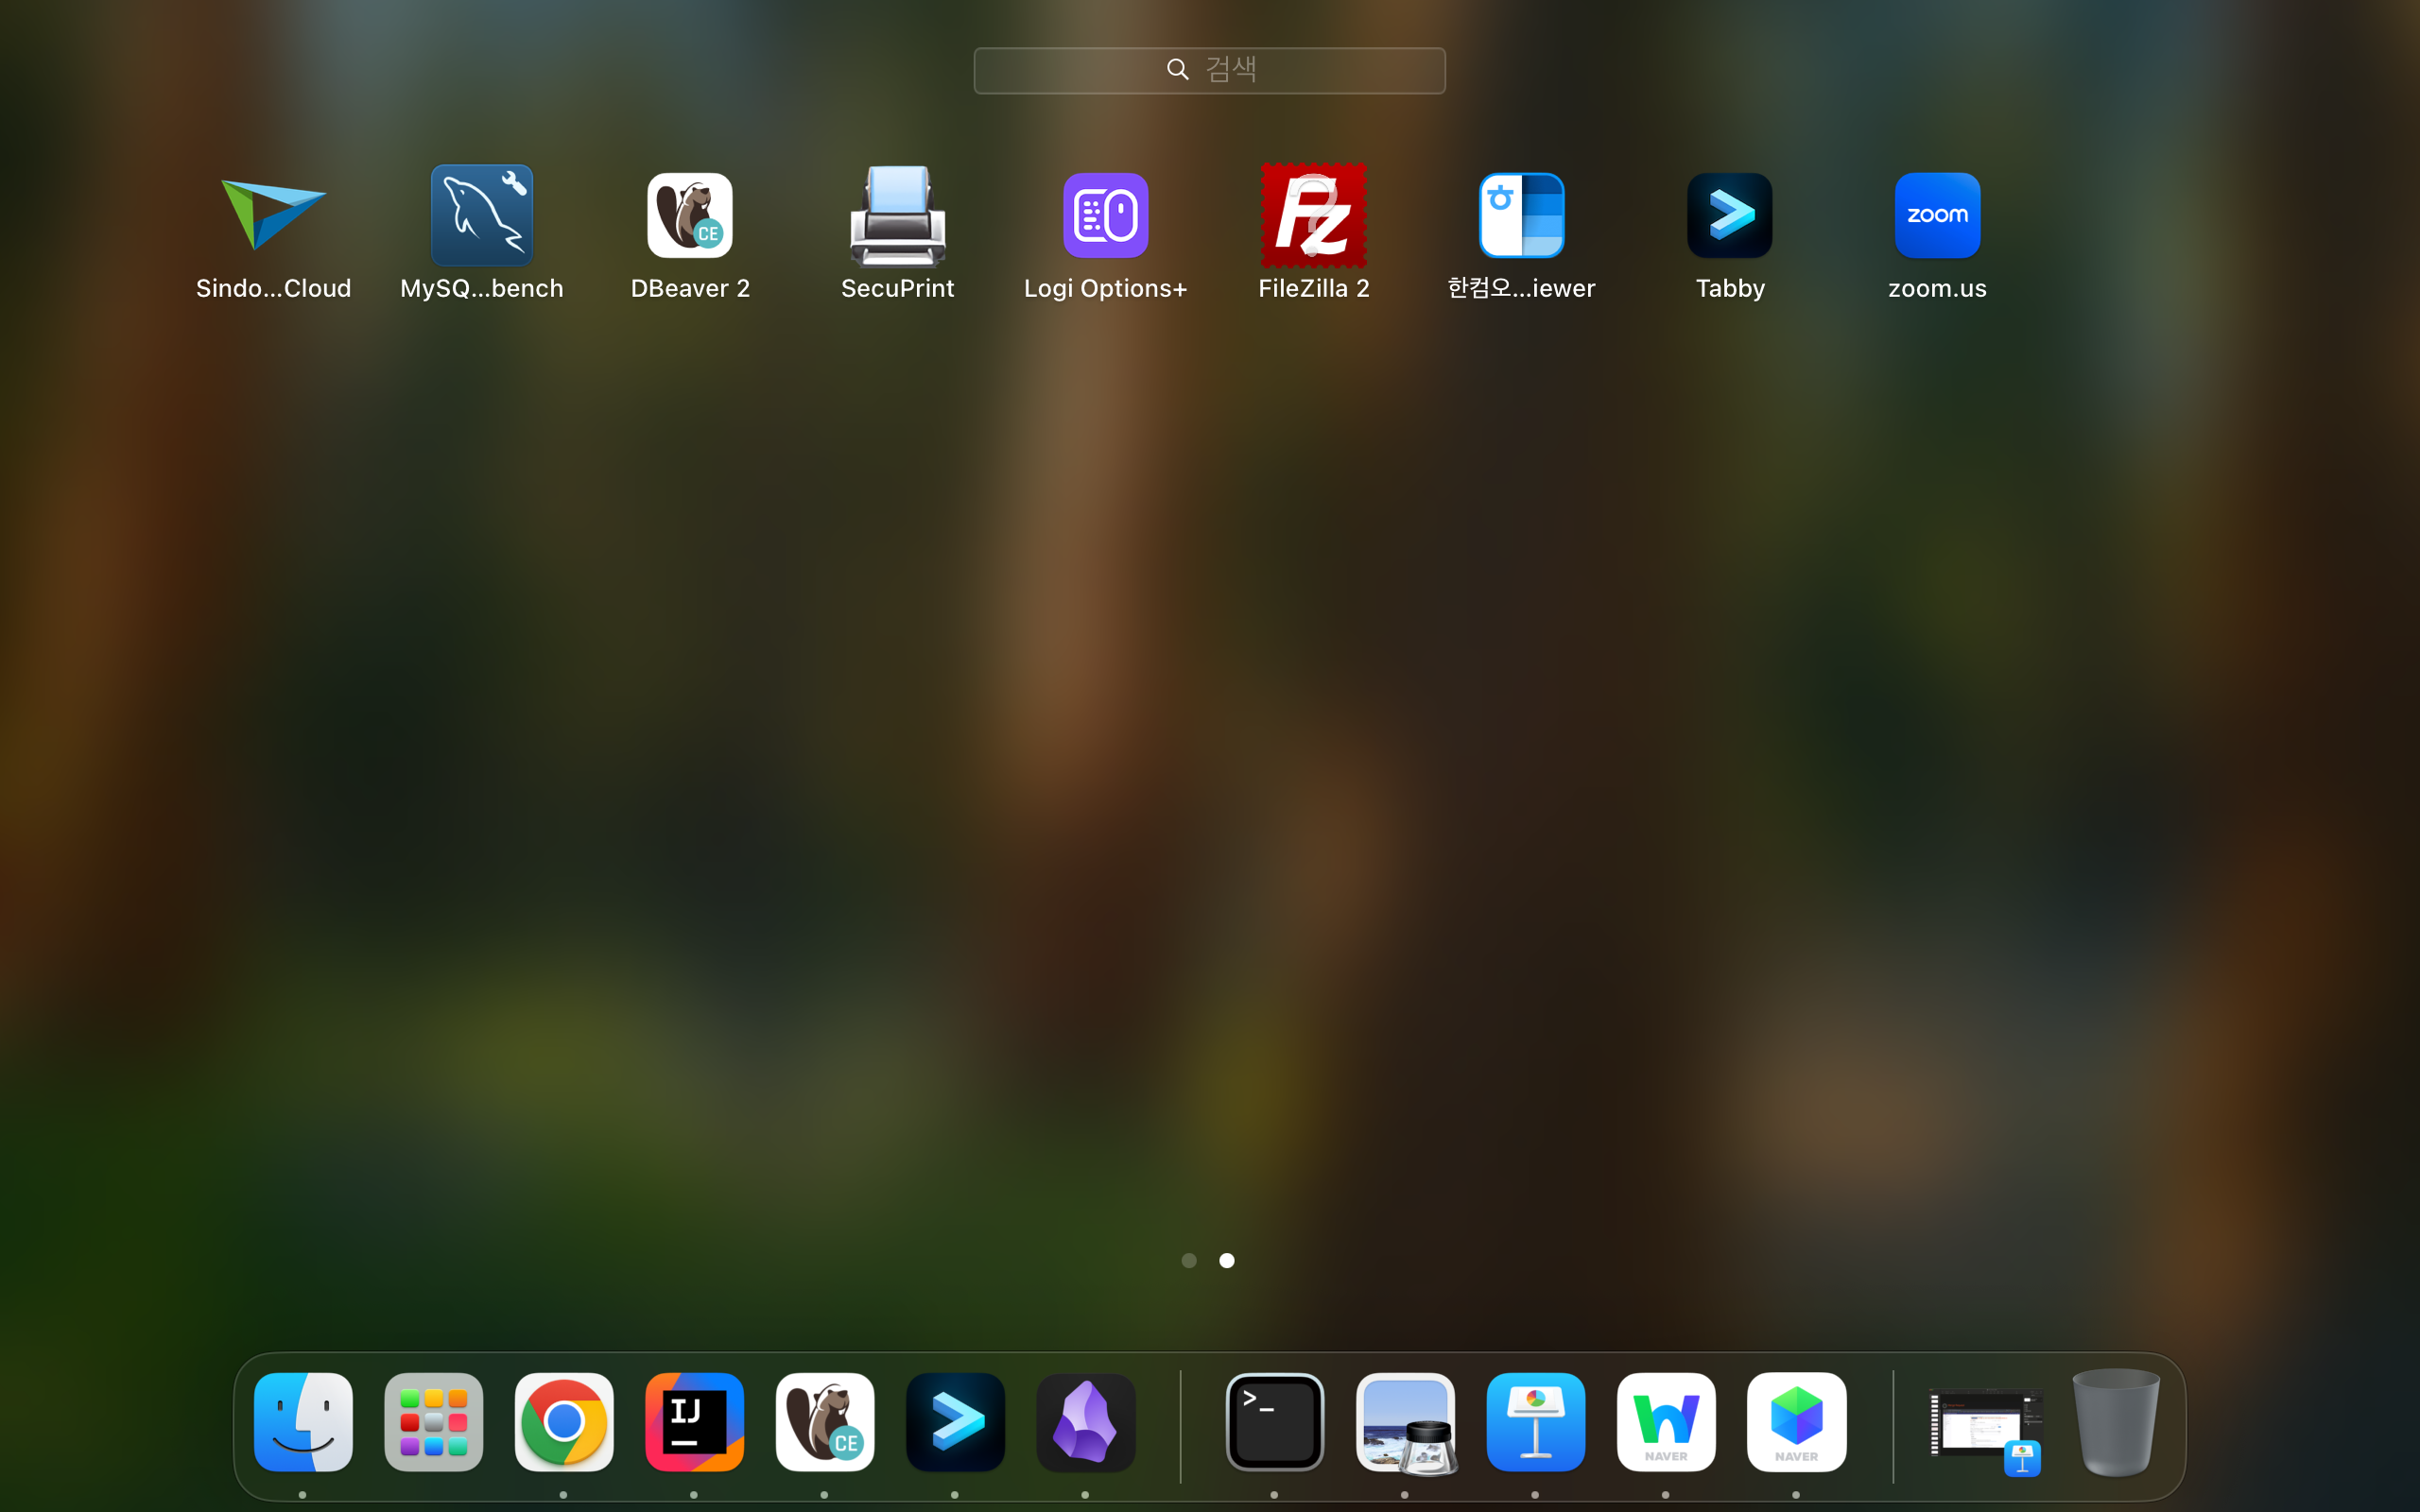 검색
Sindo...Cloud
MySQ...bench
DBeaver 2
SecuPrint
Logi Options+
FileZilla 2
한컴오...iewer
Tabby
zoom.us
CE
Fz
?
ㅎ
zoom
IJ
CE
>_
NAVER
NAVER